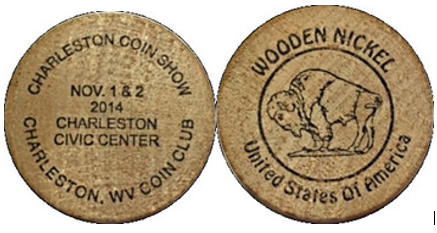 CHARLESTON COIN SHOW
NOV. 1 & 2
2014
CHARLESTON
CIVIC CENTER
CHARLESTON, WV COIN CLUB
WOODEN NICKEL
United States Of America